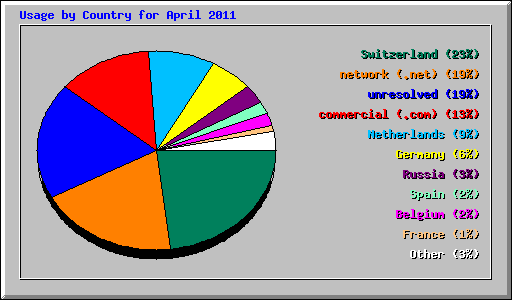 Usage by Country for April 2011
Switzerland (23%)
network (.net) (19%)
unresolved (19%)
commercial (.com) (13%)
Netherlands (9%)
Germany (6%)
Russia (3%)
Spain (2%)
Belgium (2%)
France (1%)
Other (3%)